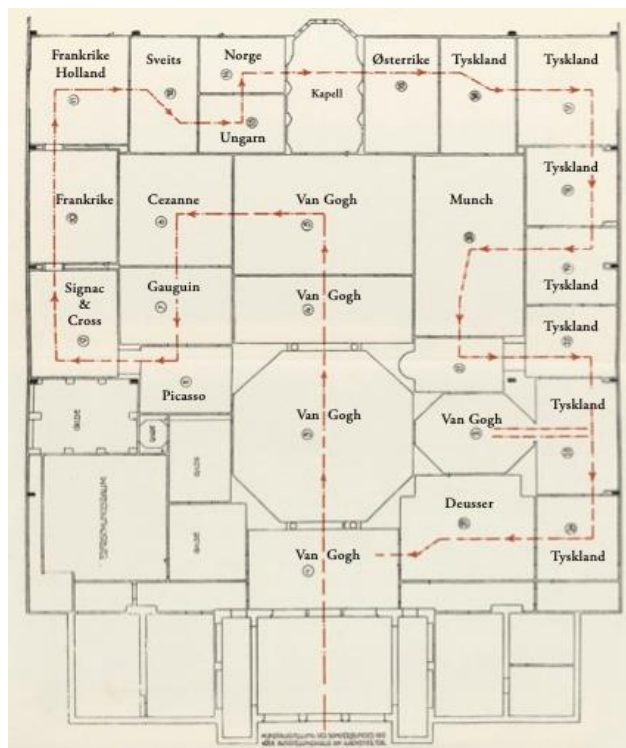 Frankrike
Holland
Sveits
Norge
Ungarn
Kapell
Østerrike
Tyskland
Tyskland
Frankrike
Cezanne
Van Gogh
Munch
Tyskland
Tyskland
Signac
&
Cross
Gauguin
Van Gogh
Tyskland
Picasso
Van Gogh
Van Gogh
Tyskland
Deusser
Van Gogh
Tyskland